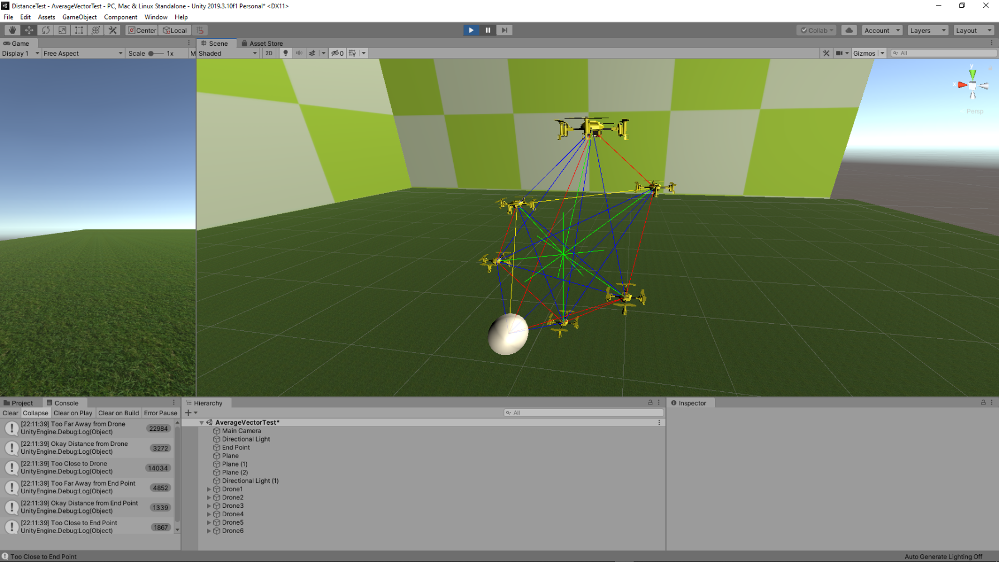 DistanceTest - AverageVectorTest - PC, Mac & Linux Standalone - Unity 2019.3.10f1 Personal* <DX11>
File Edit Assets GameObject Component Window Help
Center Local Collab Account Layers Layout
Game Scene Asset Store
Display 1 Free Aspect Scale 1x M Shaded 2D 0 Gizmos All
y
x
Persp
Project Console Hierarchy Inspector
Clear Collapse Clear on Play Clear on Build Error Pause All
[22:11:39] Too Far Away from Drone
UnityEngine.Debug:Log(Object)
22984
[22:11:39] Okay Distance from Drone
UnityEngine.Debug:Log(Object)
3272
[22:11:39] Too Close to Drone
UnityEngine.Debug:Log(Object)
14034
[22:11:39] Too Far Away from End Point
UnityEngine.Debug:Log(Object)
4852
[22:11:39] Okay Distance from End Point
UnityEngine.Debug:Log(Object)
1339
[22:11:39] Too Close to End Point
UnityEngine.Debug:Log(Object)
1867
AverageVectorTest*
Main Camera
Directional Light
End Point
Plane
Plane (1)
Plane (2)
Directional Light (1)
Drone1
Drone2
Drone3
Drone4
Drone5
Drone6
Too Close to End Point
Auto Generate Lighting Off